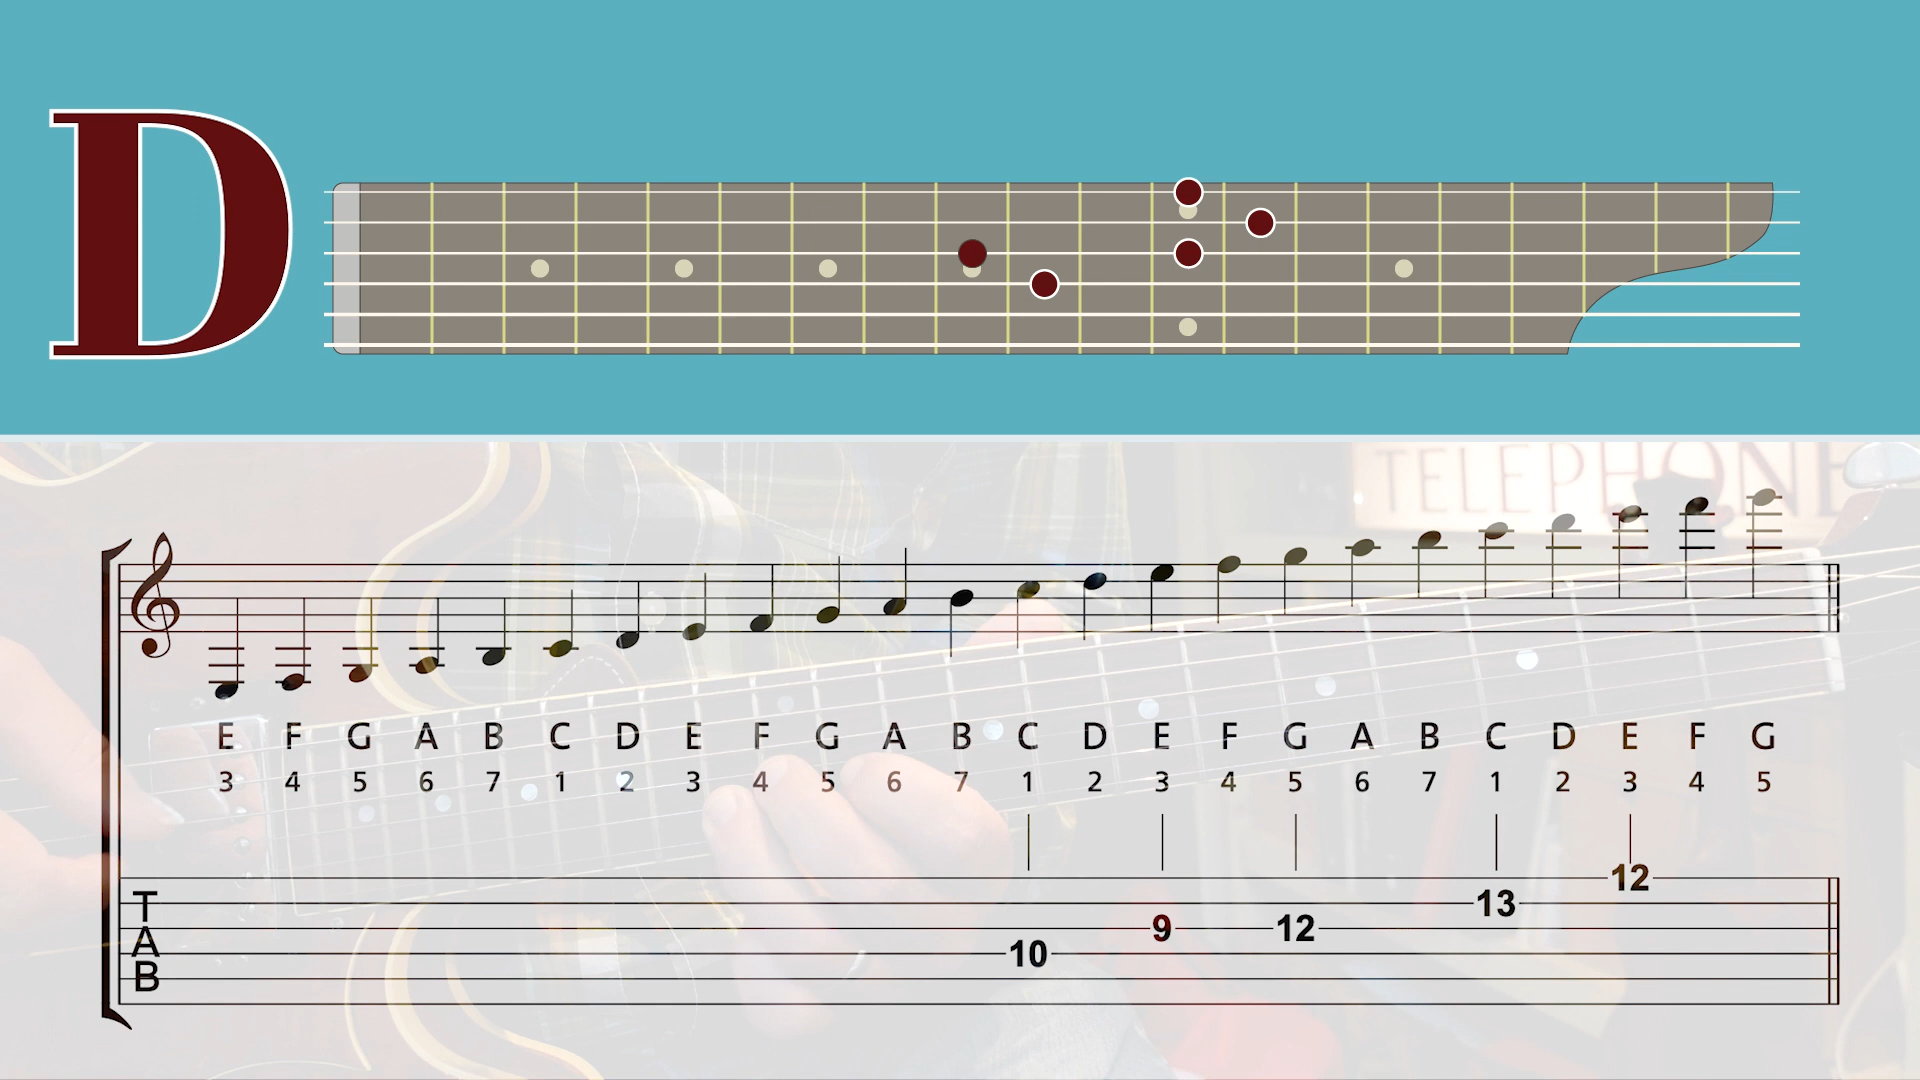 D
TELEPHONE
E F G A B C D E F G A B C D E F G A B C D E F G
3 4 5 6 7 1 2 3 4 5 6 7 1 2 3 4 5 6 7 1 2 3 4 5
T
A
B
12
13
9 12
10